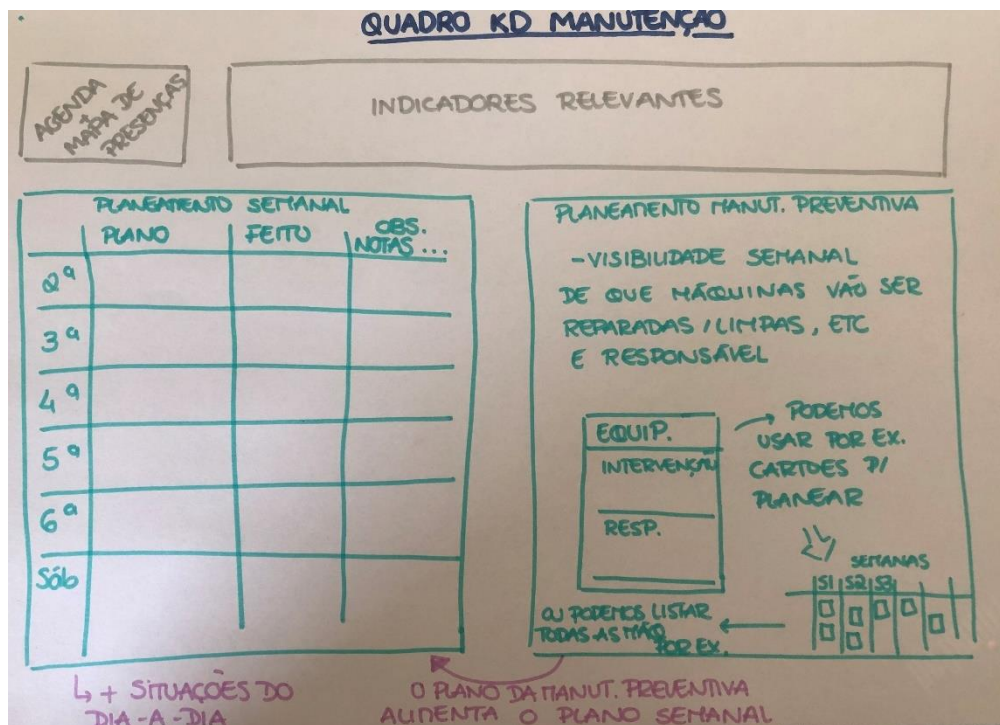 QUADRO KD MANUTENÇÃO
AGENDA
+
MAPA DE
PRESENÇAS
INDICADORES RELEVANTES
PLANEAMENTO SEMANAL
PLANO FEITO OBS.
NOTAS...
2ª
3ª
4ª
5ª
6ª
Sáb
PLANEAMENTO MANUT. PREVENTIVA
-VISIBILIDADE SEMANAL
DE QUE MÁQUINAS VÃO SER
REPARADAS/LIMPAS, ETC
E RESPONSÁVEL
EQUIP.
INTERVENÇÃO
RESP.
→ PODEMOS
USAR POR EX.
CARTÕES P/
PLANEAR
SEMANAS
S1 S2 S3
OU PODEMOS LISTAR
TODAS AS MÁQ
POR EX.
↳ + SITUAÇÕES DO
DIA-A-DIA
O PLANO DA MANUT. PREVENTIVA
AUMENTA O PLANO SEMANAL